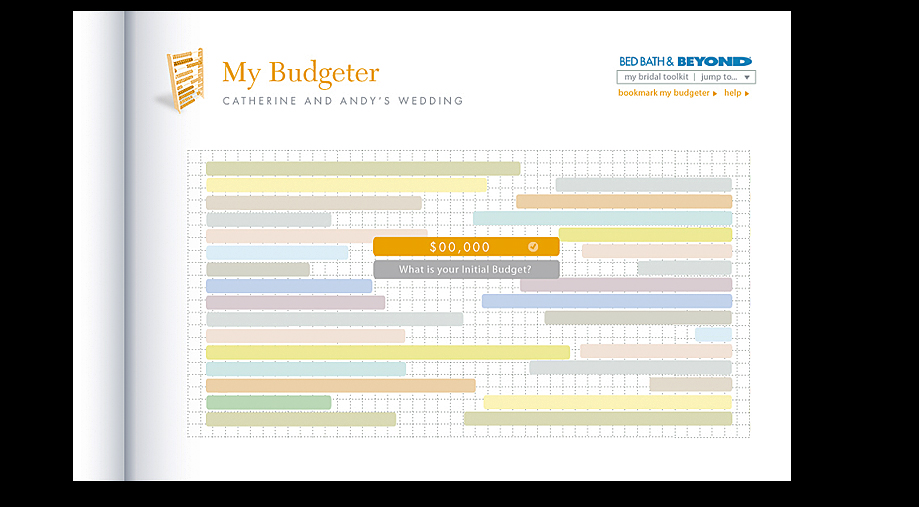 My Budgeter
CATHERINE AND ANDY'S WEDDING
BED BATH & BEYOND
my bridal toolkit | jump to...
bookmark my budgeter help
$00,000
What is your Initial Budget?